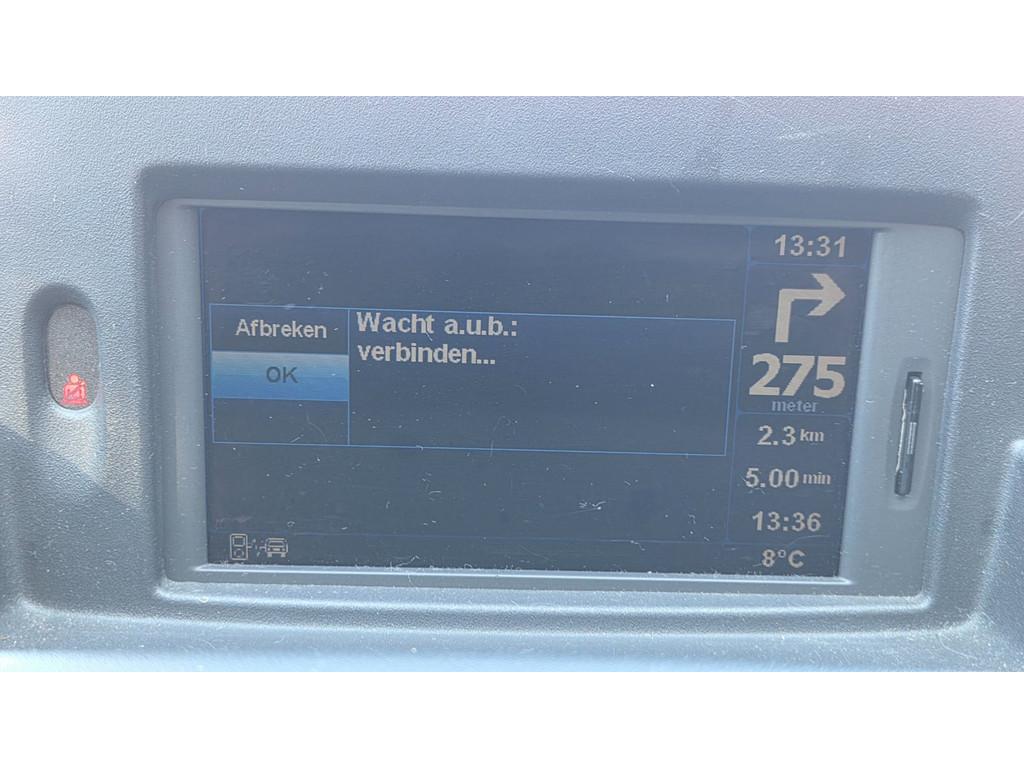 Afbreken
OK
Wacht a.u.b.:
verbinden...
13:31
275
meter
2.3 km
5.00 min
13:36
8°C